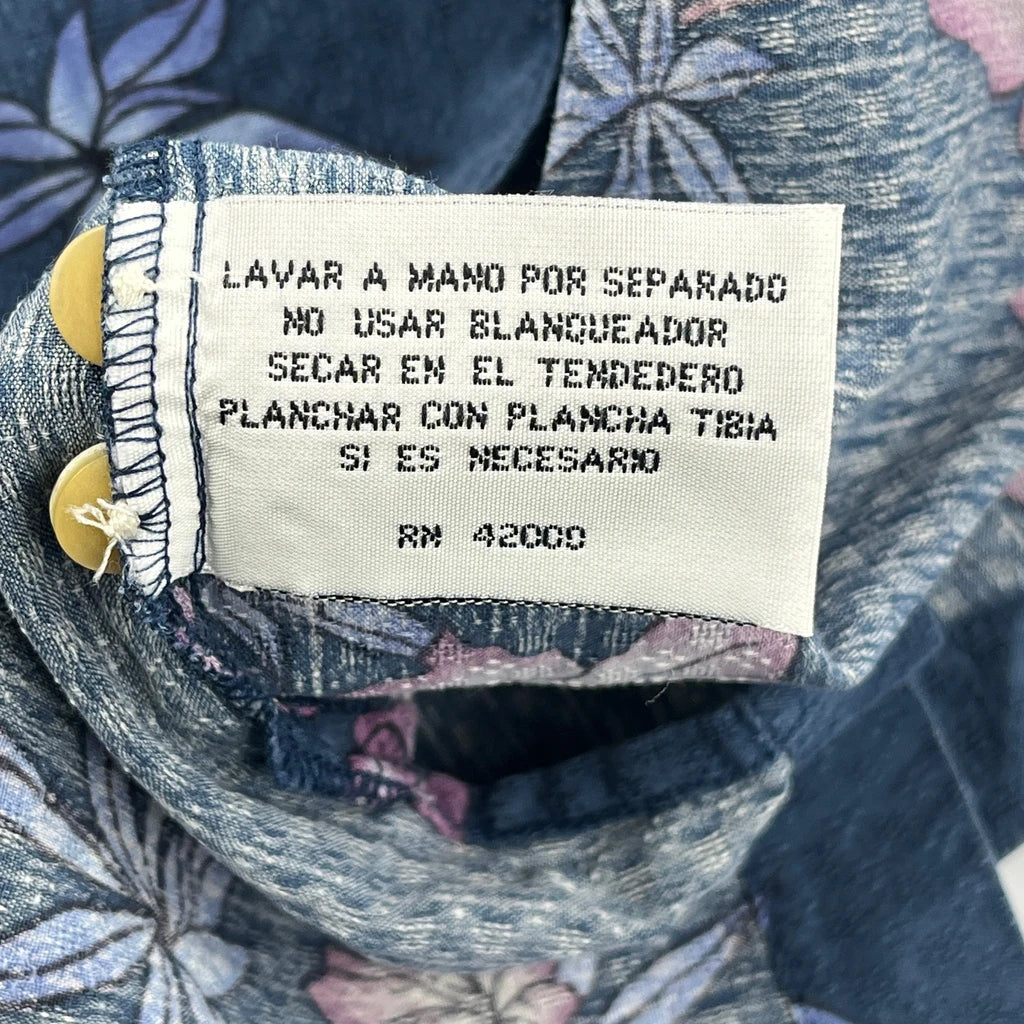 LAVAR A MANO POR SEPARADO
NO USAR BLANQUEADOR
SECAR EN EL TENDEDERO
PLANCHAR CON PLANCHA TIBIA
SI ES NECESARIO
RN 42009